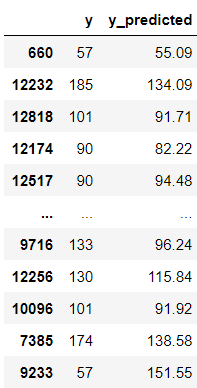 y y_predicted
660 57 55.09
12232 185 134.09
12818 101 91.71
12174 90 82.22
12517 90 94.48
... ... ...
9716 133 96.24
12256 130 115.84
10096 101 91.92
7385 174 138.58
9233 57 151.55